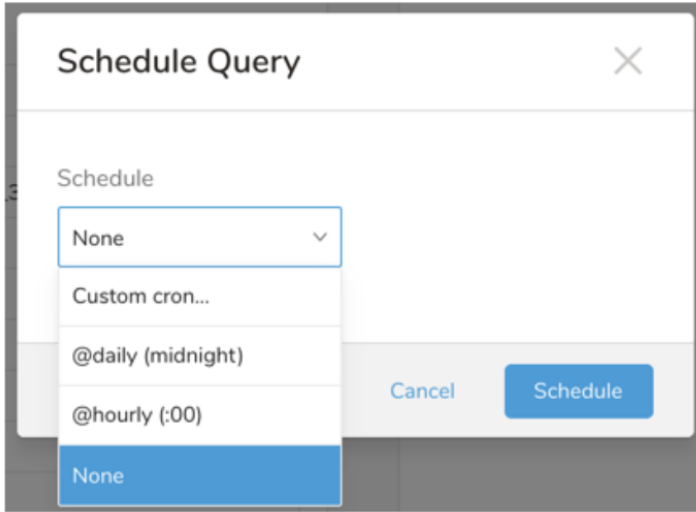 Schedule Query
Schedule
None
Custom cron...
@daily (midnight)
@hourly (:00)
None
Cancel
Schedule